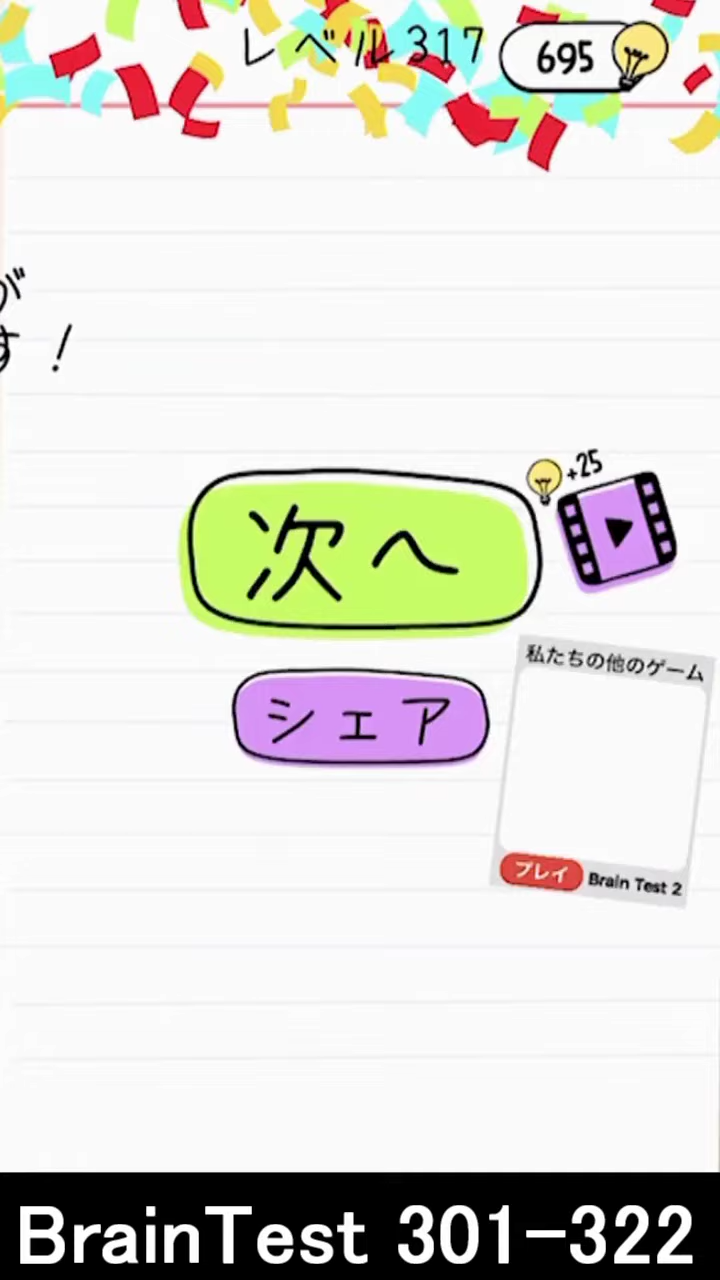 レベル317
695
が
す！
+25
次へ
私たちの他のゲーム
シェア
プレイ Brain Test 2
BrainTest 301-322